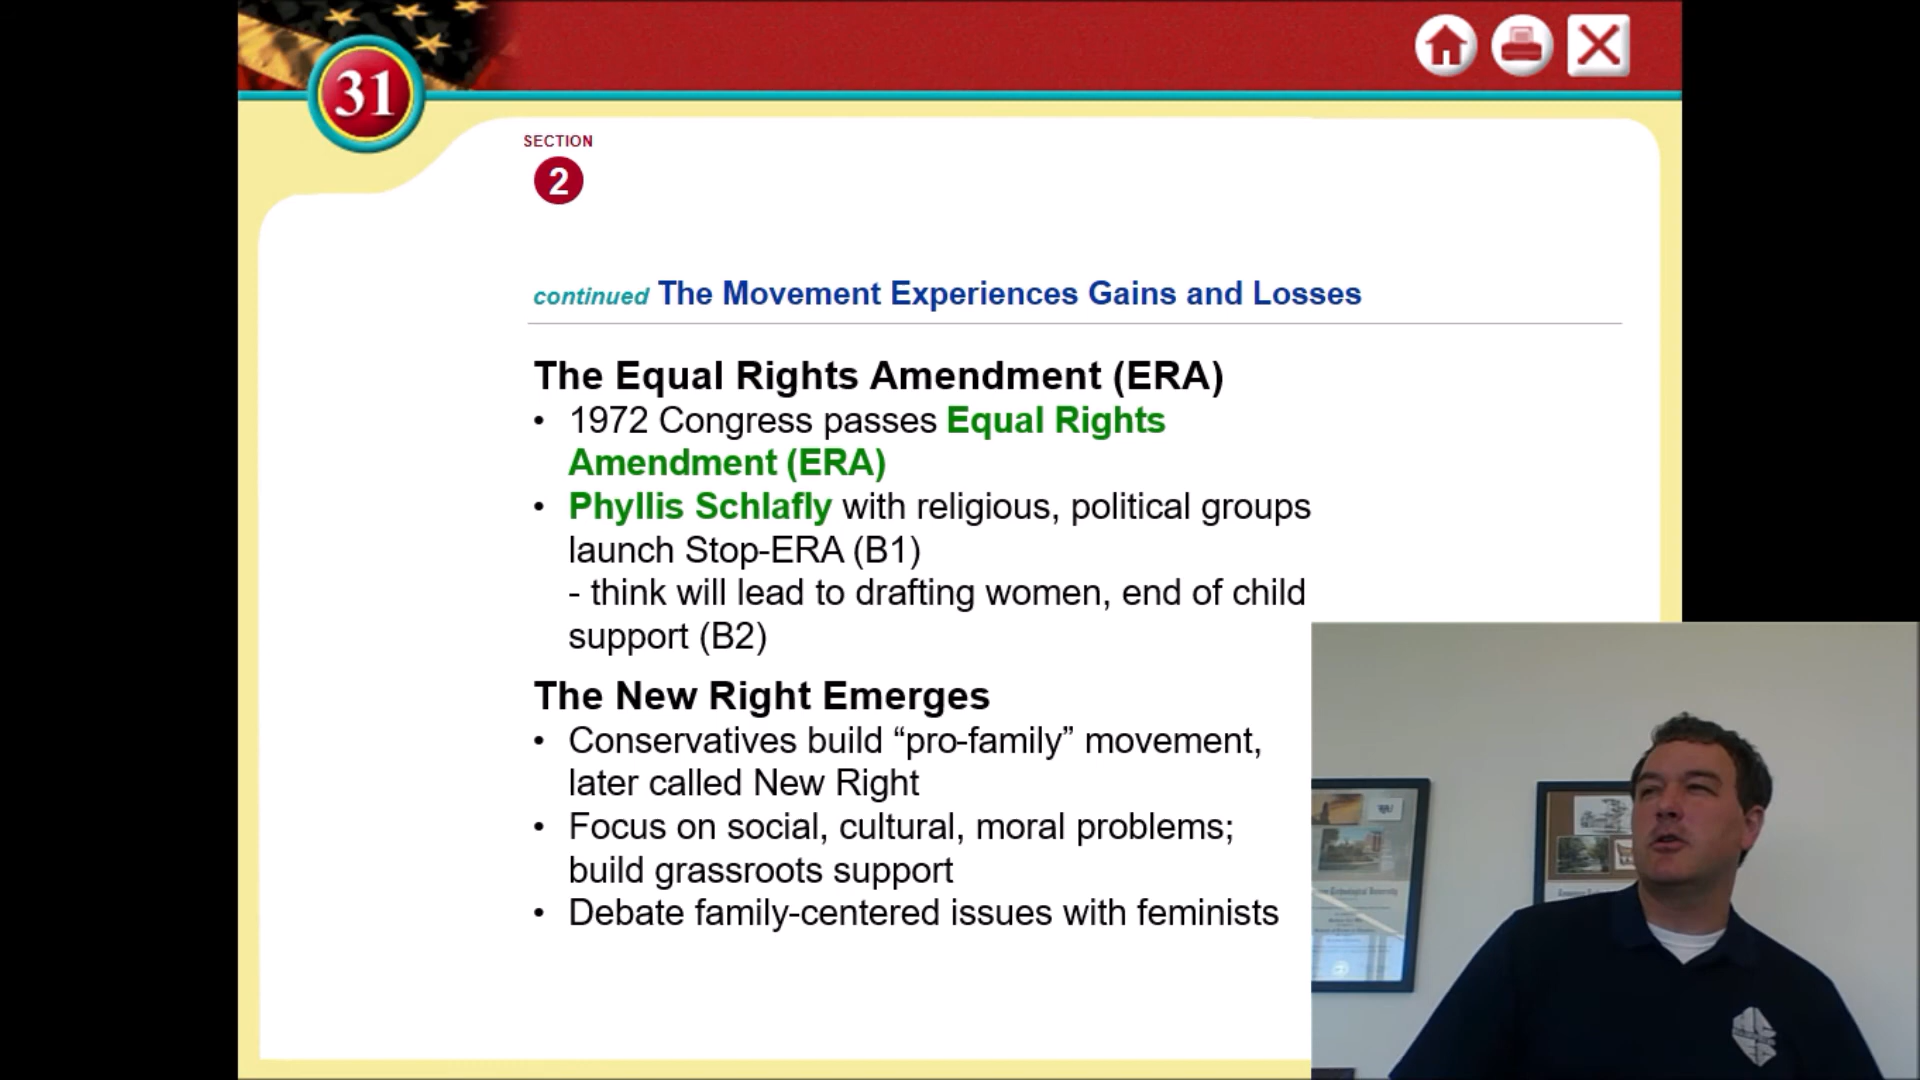 31
SECTION
2
continued The Movement Experiences Gains and Losses
The Equal Rights Amendment (ERA)
• 1972 Congress passes Equal Rights
Amendment (ERA)
• Phyllis Schlafly with religious, political groups
launch Stop-ERA (B1)
- think will lead to drafting women, end of child
support (B2)
The New Right Emerges
• Conservatives build “pro-family” movement,
later called New Right
• Focus on social, cultural, moral problems;
build grassroots support
• Debate family-centered issues with feminists